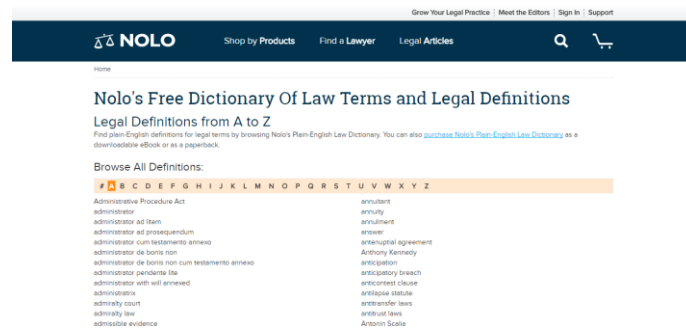 Grow Your Legal Practice | Meet the Editors | Sign In | Support
NOLO
Shop by Products
Find a Lawyer
Legal Articles
Home
Nolo's Free Dictionary Of Law Terms and Legal Definitions
Legal Definitions from A to Z
Find plain-English definitions for legal terms by browsing Nolo's Plain-English Law Dictionary. You can also purchase Nolo's Plain-English Law Dictionary as a
downloadable eBook or as a paperback.
Browse All Definitions:
# A B C D E F G H I J K L M N O P Q R S T U V W X Y Z
Administrative Procedure Act
administrator
administrator ad litem
administrator ad prosequendum
administrator cum testamento annexo
administrator de bonis non
administrator de bonis non cum testamento annexo
administrator pendente lite
administrator with will annexed
administratrix
admiralty court
admiralty law
admissible evidence
annuitant
annuity
annulment
answer
antenuptial agreement
Anthony Kennedy
anticipation
anticipatory breach
anticontest clause
antilapse statute
antitransfer laws
antitrust laws
Antonin Scalia